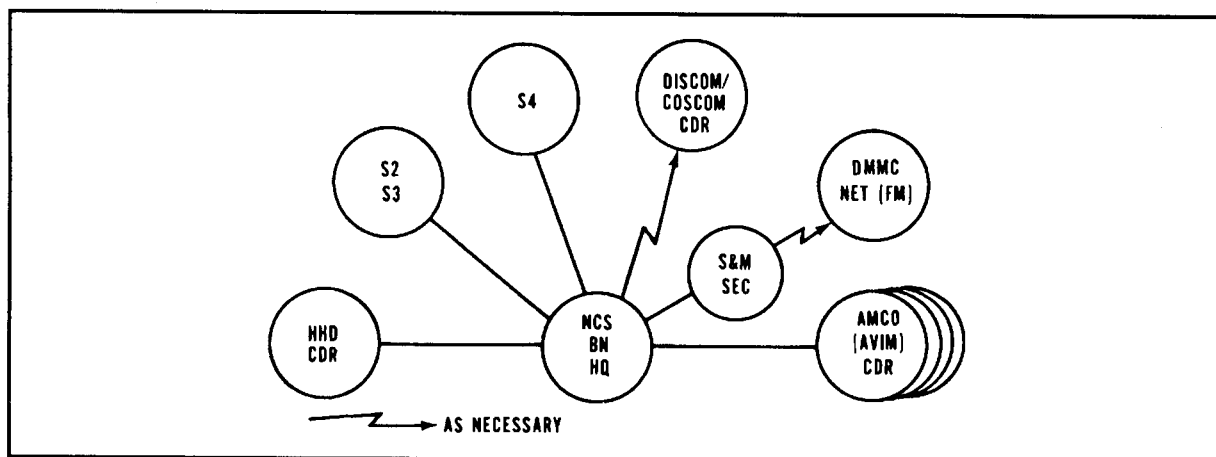 S4
DISCOM/
COSCOM
CDR
S2
S3
DMMC
NET (FM)
S&M
SEC
HHD
CDR
NCS
BN
HQ
AMCO
(AVIM)
CDR
AS NECESSARY